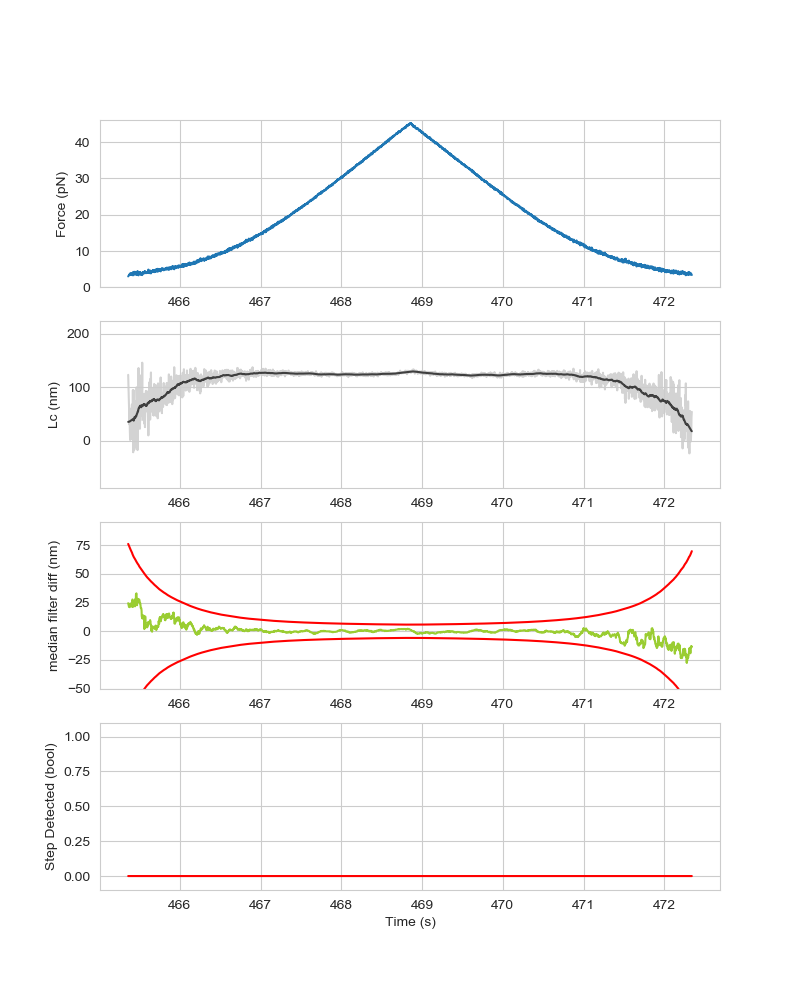 40
30
20
10
0
Force (pN)
466 467 468 469 470 471 472
200
100
0
Lc (nm)
466 467 468 469 470 471 472
75
50
25
0
−25
−50
median filter diff (nm)
466 467 468 469 470 471 472
1.00
0.75
0.50
0.25
0.00
Step Detected (bool)
466 467 468 469 470 471 472
Time (s)